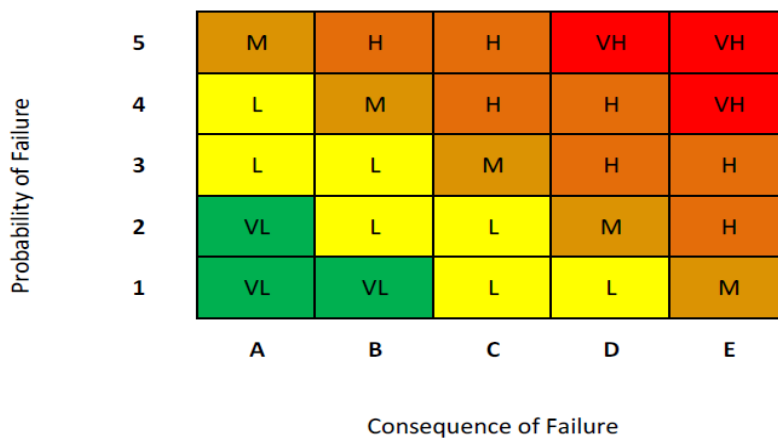 Probability of Failure
5 M H H VH VH
4 L M H H VH
3 L L M H H
2 VL L L M H
1 VL VL L L M
A B C D E
Consequence of Failure